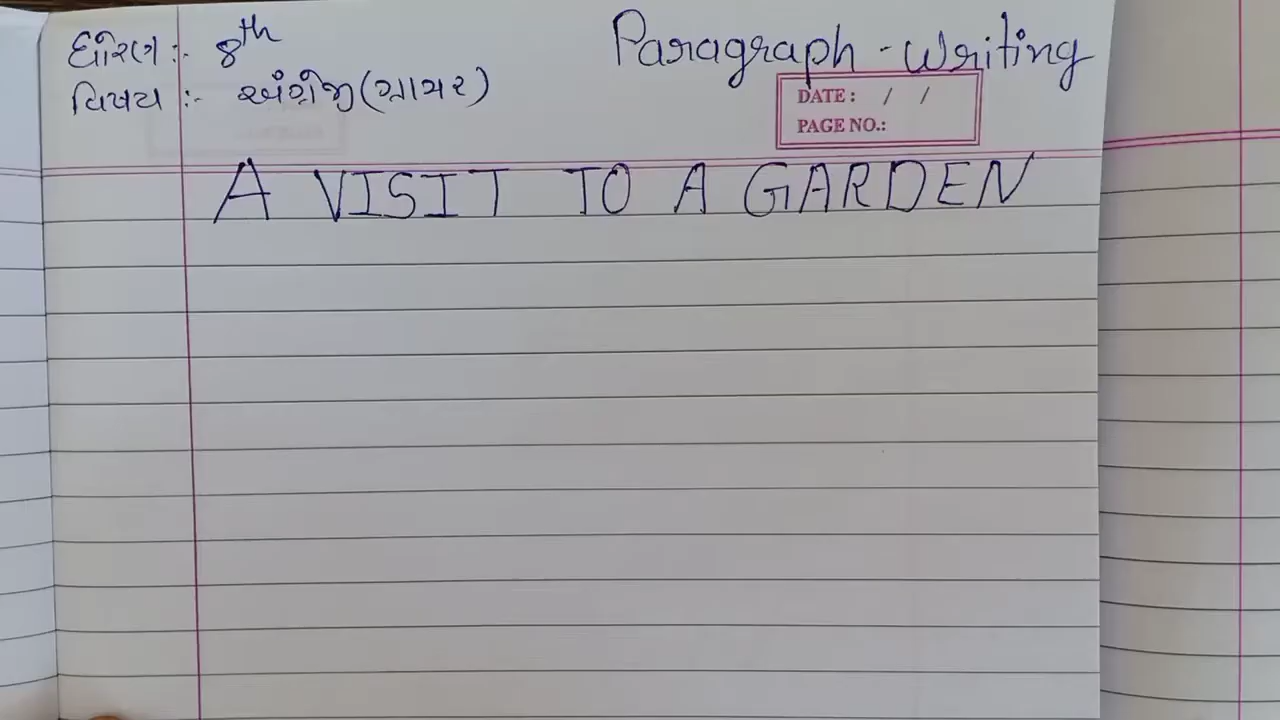 ધોરણ :- 8th
Paragraph - Writing
વિષય :- અંગ્રેજી (ગ્રામર)
DATE : / /
PAGE NO.:
A VISIT TO A GARDEN